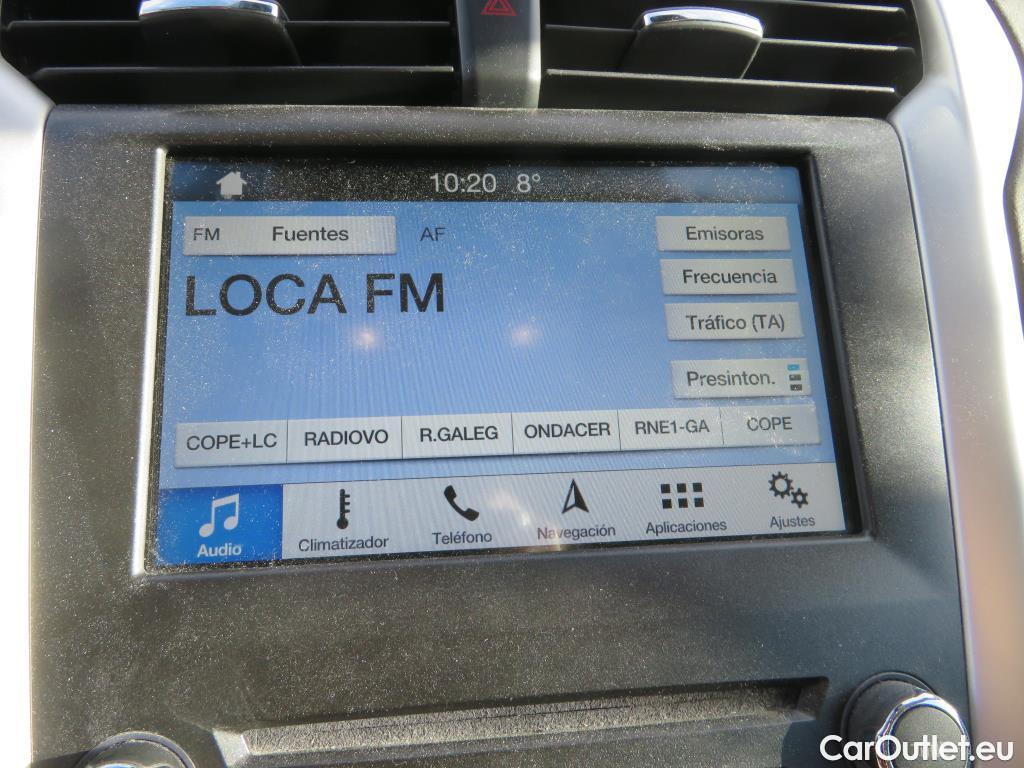 10:20 8°
FM Fuentes AF Emisoras
LOCA FM
Frecuencia
Tráfico (TA)
Presinton.
COPE+LC RADIOVO R.GALEG ONDACER RNE1-GA COPE
Audio Climatizador Teléfono Navegación Aplicaciones Ajustes
CarOutlet.eu